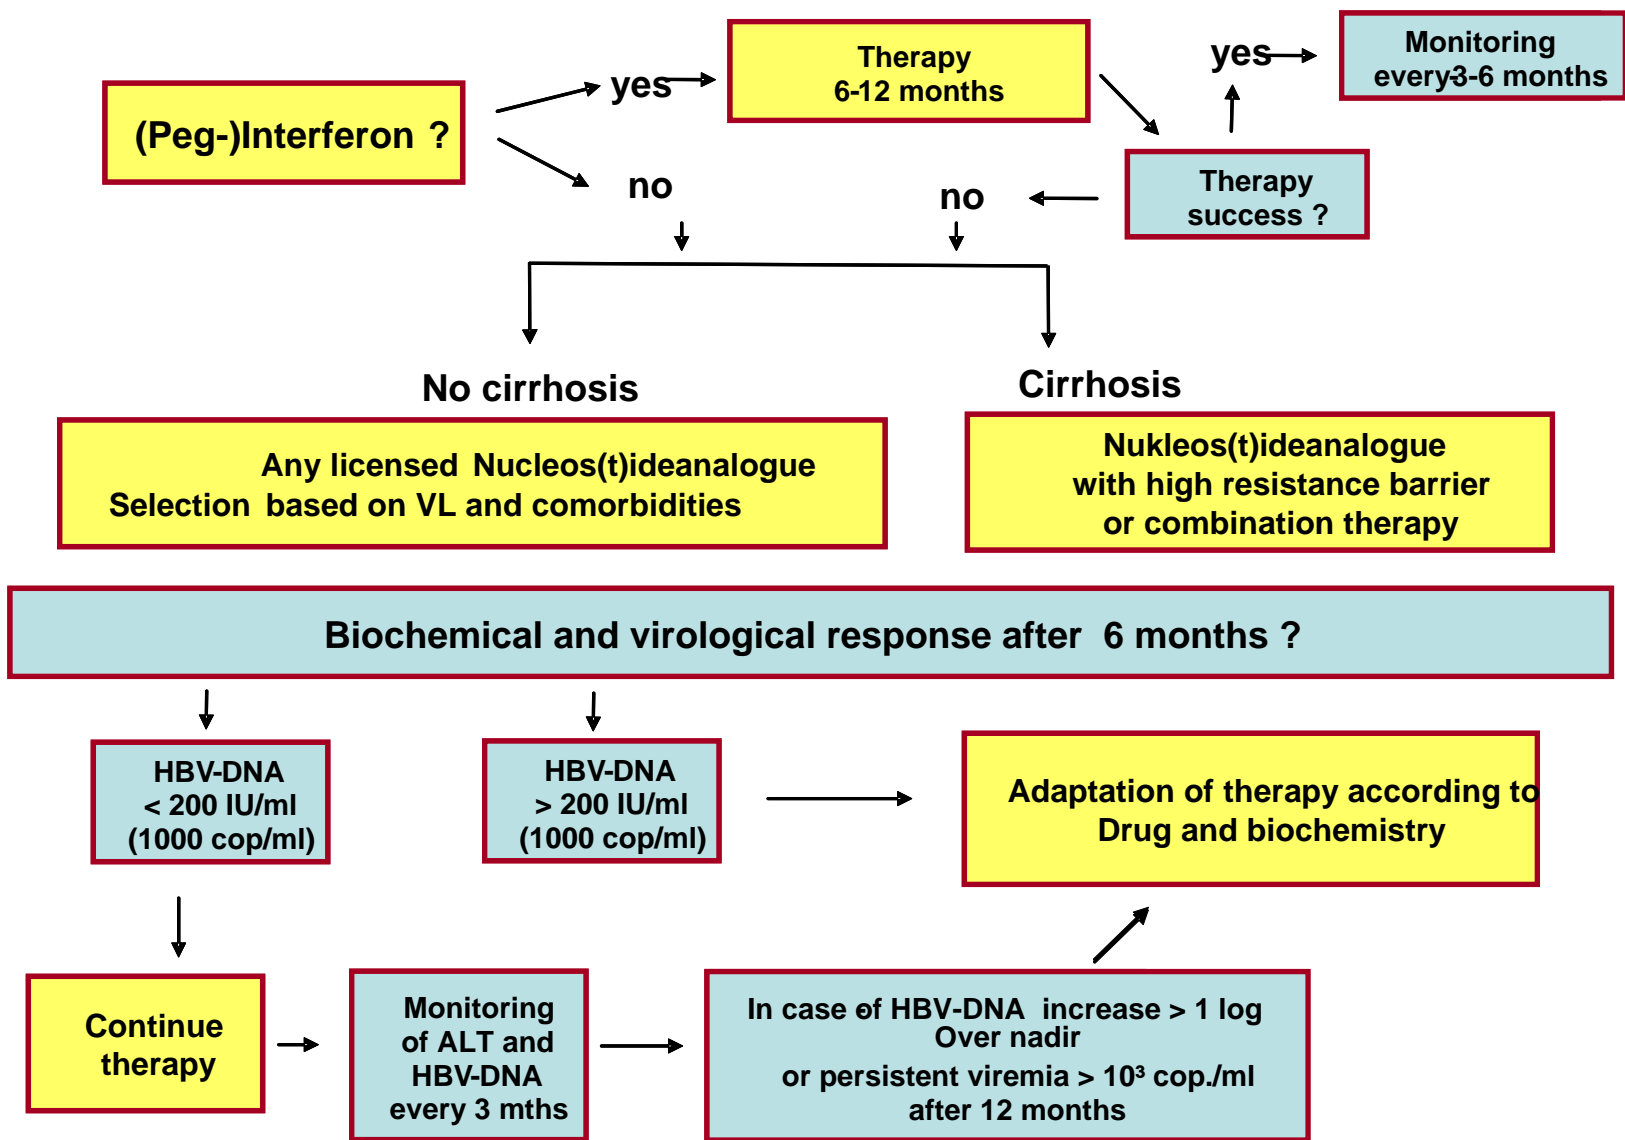 (Peg-)Interferon ?
yes
Therapy
6-12 months
yes
Monitoring
every-3-6 months
no
no
Therapy
success ?
No cirrhosis
Cirrhosis
Any licensed Nucleos(t)ideanalogue
Selection based on VL and comorbidities
Nukleos(t)ideanalogue
with high resistance barrier
or combination therapy
Biochemical and virological response after 6 months ?
HBV-DNA
< 200 IU/ml
(1000 cop/ml)
HBV-DNA
> 200 IU/ml
(1000 cop/ml)
Adaptation of therapy according to
Drug and biochemistry
Continue
therapy
Monitoring
of ALT and
HBV-DNA
every 3 mths
In case of HBV-DNA increase > 1 log
Over nadir
or persistent viremia > 10³ cop./ml
after 12 months